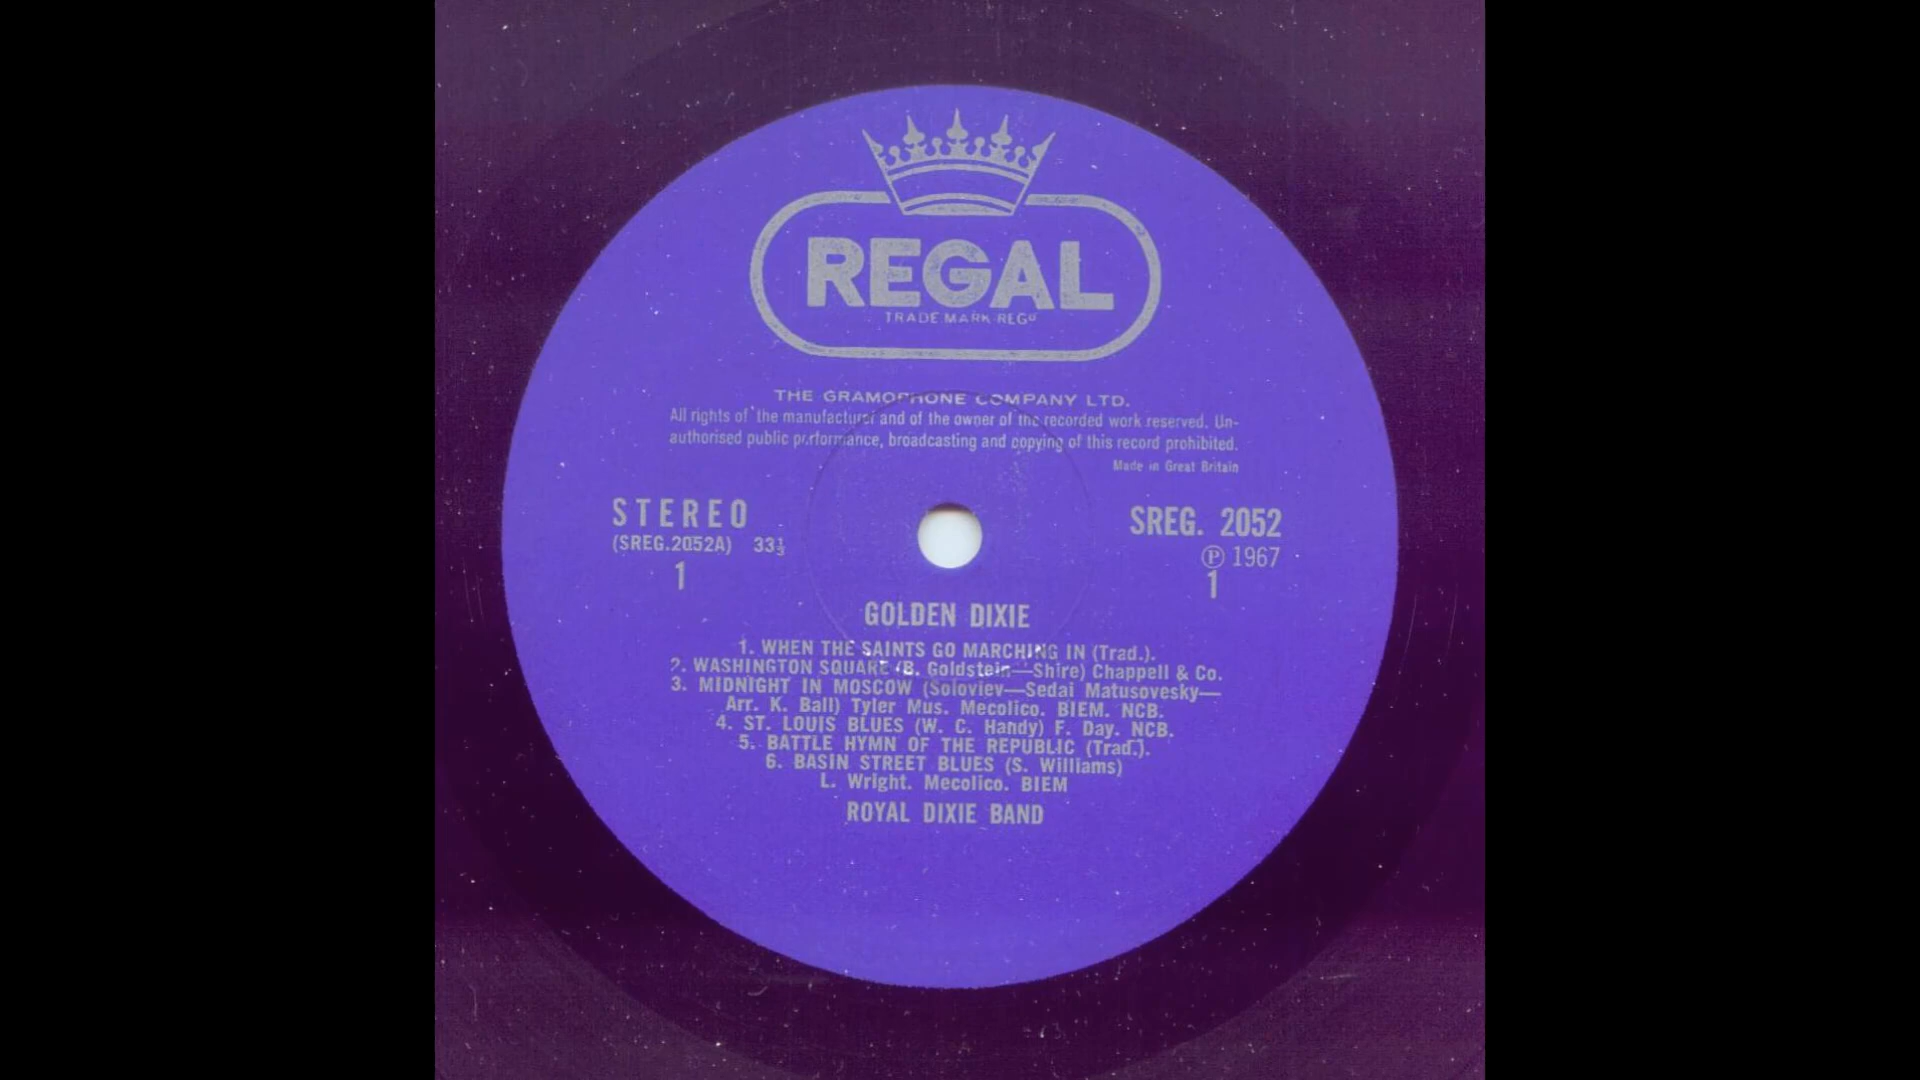 REGAL
TRADE MARK REGD
THE GRAMOPHONE COMPANY LTD.
All rights of the manufacturer and of the owner of the recorded work reserved. Un-
authorised public performance, broadcasting and copying of this record prohibited.
Made in Great Britain
STEREO
(SREG.2052A) 33⅓
1
SREG. 2052
Ⓟ 1967
1
GOLDEN DIXIE
1. WHEN THE SAINTS GO MARCHING IN (Trad.).
2. WASHINGTON SQUARE (B. Goldstein—Shire) Chappell & Co.
3. MIDNIGHT IN MOSCOW (Soloviev—Sedai Matusovesky—
Arr. K. Ball) Tyler Mus. Mecolico. BIEM. NCB.
4. ST. LOUIS BLUES (W. C. Handy) F. Day. NCB.
5. BATTLE HYMN OF THE REPUBLIC (Trad.).
6. BASIN STREET BLUES (S. Williams)
L. Wright. Mecolico. BIEM
ROYAL DIXIE BAND